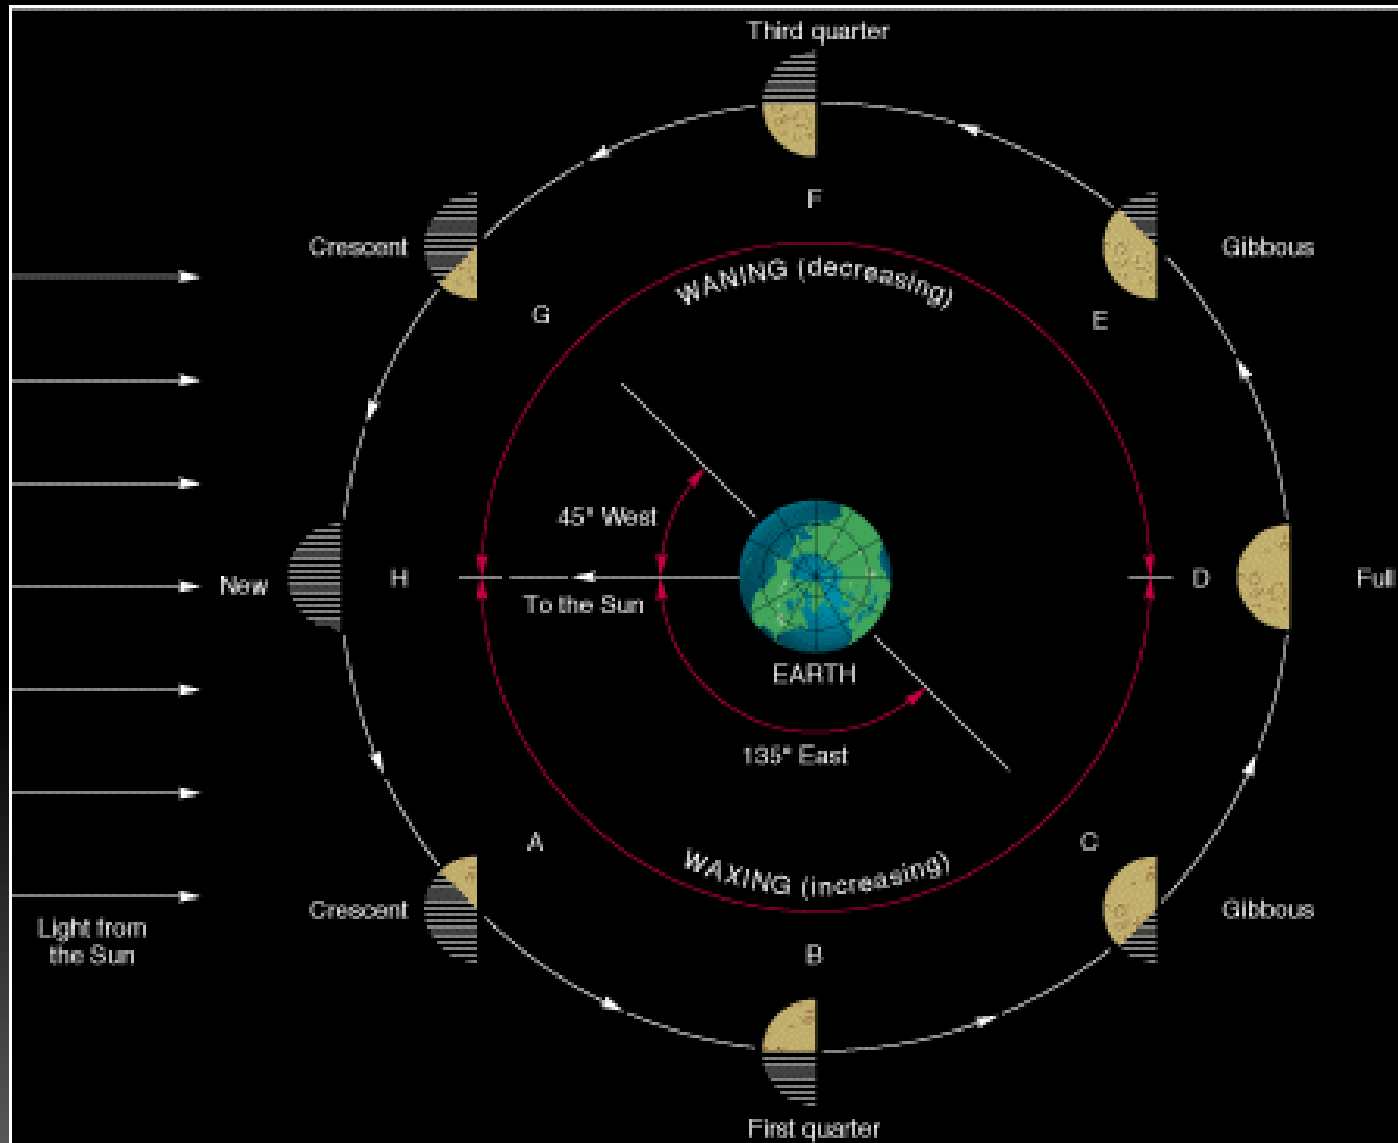 Third quarter
F
Crescent
Gibbous
WANING (decreasing)
G
E
45° West
New
H
To the Sun
D
Full
EARTH
135° East
A
C
WAXING (increasing)
Crescent
Gibbous
Light from
the Sun
B
First quarter